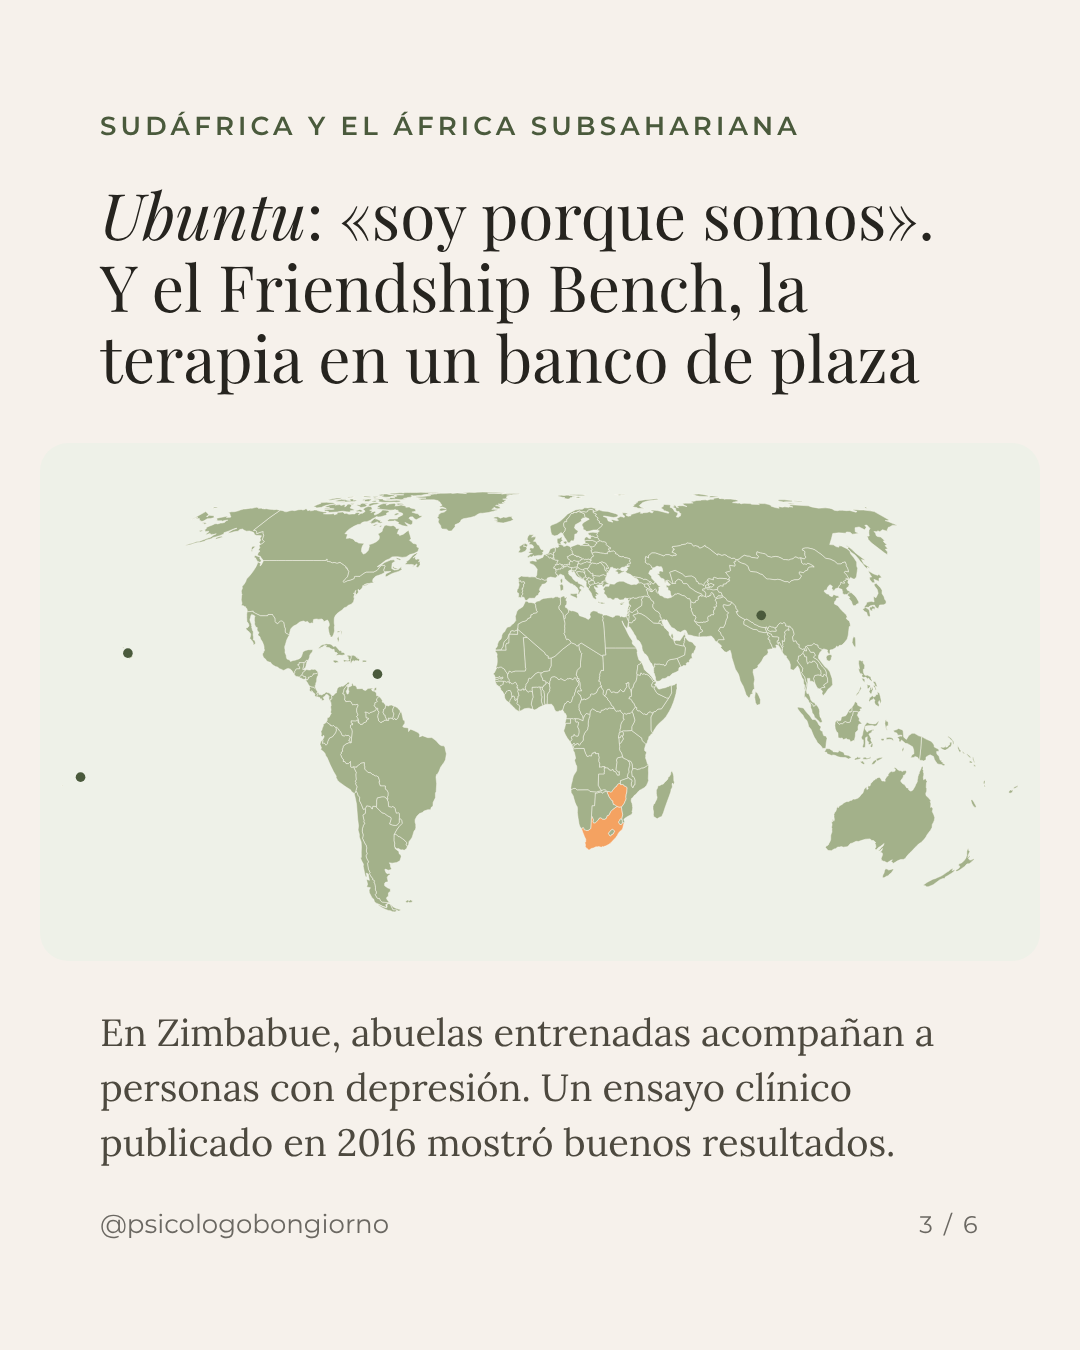 SUDÁFRICA Y EL ÁFRICA SUBSAHARIANA
Ubuntu: «soy porque somos».
Y el Friendship Bench, la
terapia en un banco de plaza
En Zimbabue, abuelas entrenadas acompañan a
personas con depresión. Un ensayo clínico
publicado en 2016 mostró buenos resultados.
@psicologobongiorno
3 / 6